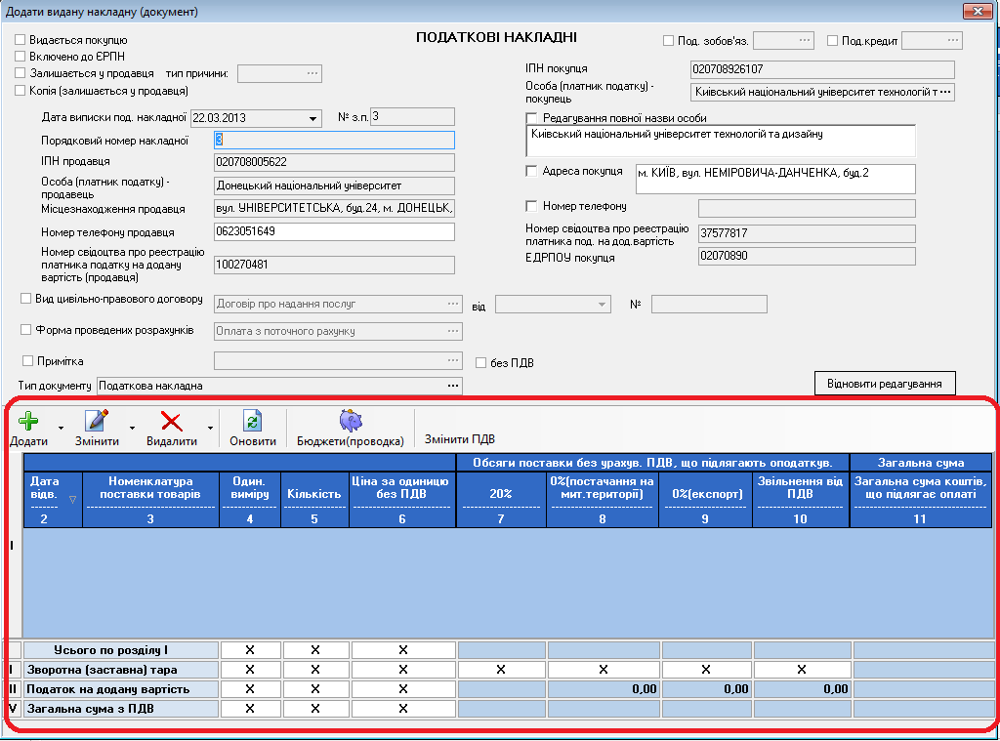 Додати видану накладну (документ)
Видається покупцю
ПОДАТКОВІ НАКЛАДНІ
Под. зобов'яз. ...
Под.кредит ...
Включено до ЄРПН
Залишається у продавця тип причини: ...
Копія (залишається у продавця)
ІПН покупця 020708926107
Особа (платник податку) -
покупець
Київський національний університет технологій т ...
Дата виписки под. накладної 22.03.2013 № з.п. 3
Редагування повної назви особи
Київський національний університет технологій та дизайну
Порядковий номер накладної 3
ІПН продавця 020708005622
Особа (платник податку) -
продавець
Донецький національний університет
Адреса покупця м. КИЇВ, вул. НЕМІРОВИЧА-ДАНЧЕНКА, буд.2
Місцезнаходження продавця вул. УНІВЕРСИТЕТСЬКА, буд.24, м. ДОНЕЦЬК,
Номер телефону
Номер телефону продавця 0623051649
Номер свідоцтва про реестрацію
платника под. на дод.вартість
37577817
Номер свідоцтва про реестрацію
платника податку на додану
вартість (продавця)
100270481
ЕДРПОУ покупця 02070890
Вид цивільно-правового договору Договір про надання послуг ... від №
Форма проведених розрахунків Оплата з поточного рахунку ...
Примітка ... без ПДВ
Тип документу Податкова накладна ...
Відновити редагування
Додати Змінити Видалити Оновити Бюджети(проводка) Змінити ПДВ
Обсяги поставки без урахув. ПДВ, що підлягають оподаткув. Загальна сума
Дата
відв.
Номенклатура
поставки товарів
Один.
виміру
Кількість
Ціна за одиницю
без ПДВ
20%
0%(постачання на
мит.території)
0%(експорт)
Звільнення від
ПДВ
Загальна сума коштів,
що підлягає оплаті
2 3 4 5 6 7 8 9 10 11
I
Усього по розділу I X X X
I Зворотна (заставна) тара X X X X X X X
II Податок на додану вартість X X X 0,00 0,00 0,00
V Загальна сума з ПДВ X X X